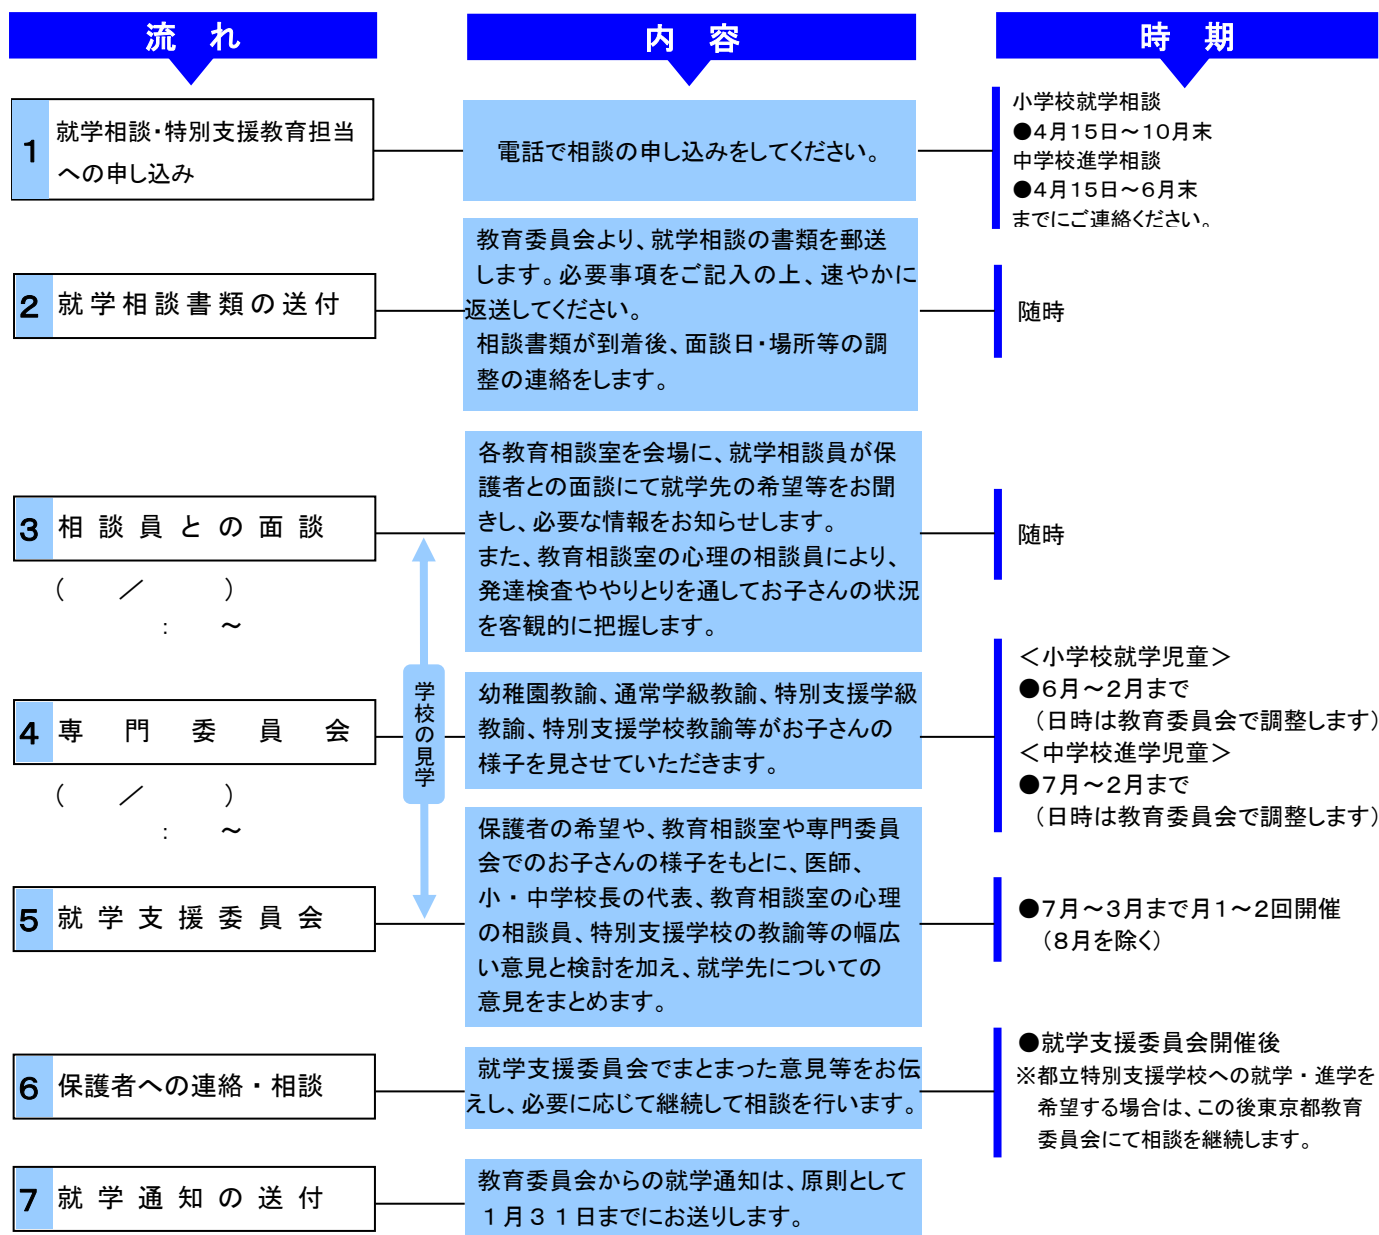 流れ
内容
時期
1
就学相談・特別支援教育担当
への申し込み
電話で相談の申し込みをしてください。
小学校就学相談
●4月15日～10月末
中学校進学相談
●4月15日～6月末
までにご連絡ください。
2
就学相談書類の送付
教育委員会より、就学相談の書類を郵送
します。必要事項をご記入の上、速やかに
返送してください。
相談書類が到着後、面談日・場所等の調
整の連絡をします。
随時
3
相談員との面談
(　／　)
：　～
各教育相談室を会場に、就学相談員が保
護者との面談にて就学先の希望等をお聞
きし、必要な情報をお知らせします。
また、教育相談室の心理の相談員により、
発達検査ややりとりを通してお子さんの状況
を客観的に把握します。
随時
学校の見学
4
専門委員会
(　／　)
：　～
幼稚園教諭、通常学級教諭、特別支援学級
教諭、特別支援学校教諭等がお子さんの
様子を見させていただきます。
＜小学校就学児童＞
●6月～2月まで
（日時は教育委員会で調整します）
＜中学校進学児童＞
●7月～2月まで
（日時は教育委員会で調整します）
5
就学支援委員会
保護者の希望や、教育相談室や専門委員
会でのお子さんの様子をもとに、医師、
小・中学校長の代表、教育相談室の心理
の相談員、特別支援学校の教諭等の幅広
い意見と検討を加え、就学先についての
意見をまとめます。
●7月～3月まで月1～2回開催
（8月を除く）
6
保護者への連絡・相談
就学支援委員会でまとまった意見等をお伝
えし、必要に応じて継続して相談を行います。
●就学支援委員会開催後
※都立特別支援学校への就学・進学を
希望する場合は、この後東京都教育
委員会にて相談を継続します。
7
就学通知の送付
教育委員会からの就学通知は、原則として
１月３１日までにお送りします。